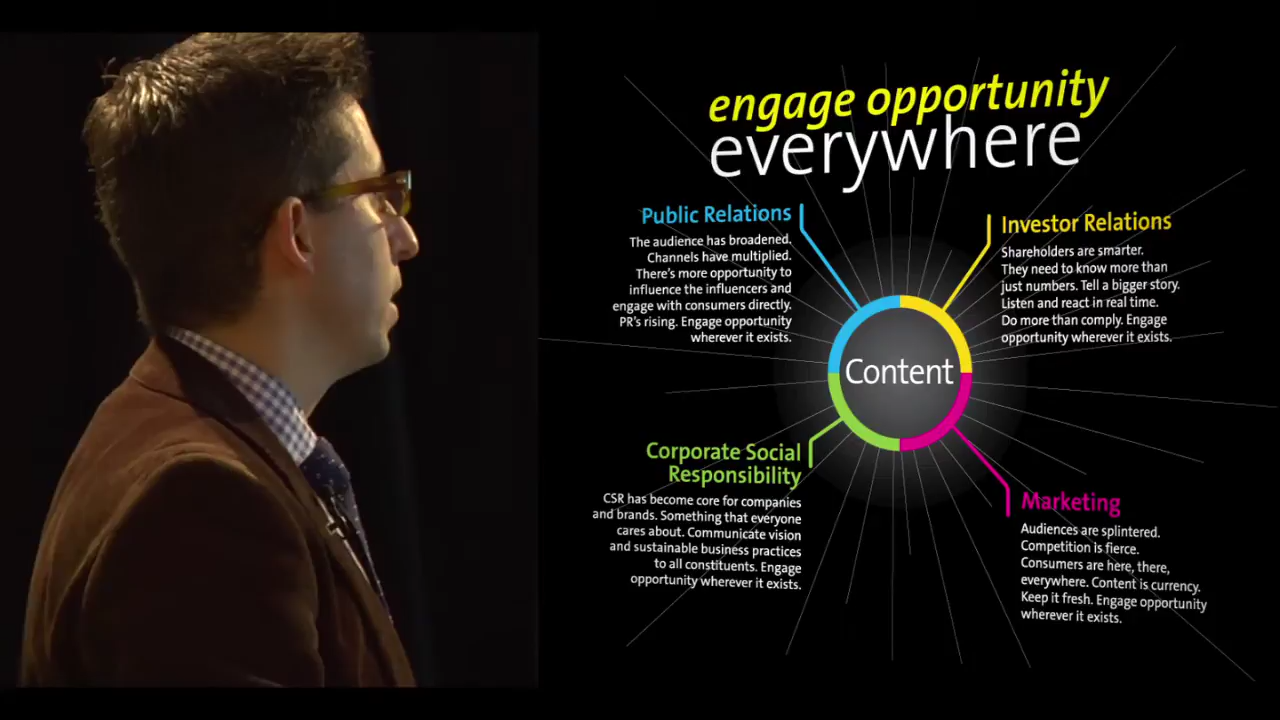 engage opportunity
everywhere
Public Relations
The audience has broadened.
Channels have multiplied.
There's more opportunity to
influence the influencers and
engage with consumers directly.
PR's rising. Engage opportunity
wherever it exists.
Investor Relations
Shareholders are smarter.
They need to know more than
just numbers. Tell a bigger story.
Listen and react in real time.
Do more than comply. Engage
opportunity wherever it exists.
Content
Corporate Social
Responsibility
CSR has become core for companies
and brands. Something that everyone
cares about. Communicate vision
and sustainable business practices
to all constituents. Engage
opportunity wherever it exists.
Marketing
Audiences are splintered.
Competition is fierce.
Consumers are here, there,
everywhere. Content is currency.
Keep it fresh. Engage opportunity
wherever it exists.